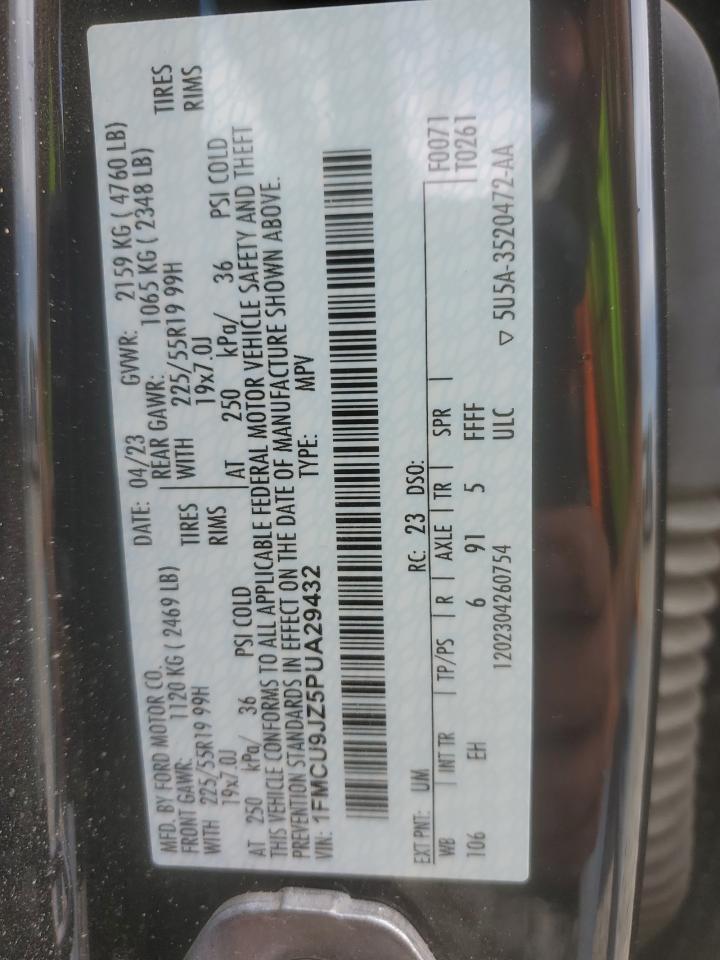 MFD. BY FORD MOTOR CO.
DATE: 04/23 GVWR: 2159 KG ( 4760 LB)
FRONT GAWR: 1120 KG ( 2469 LB)
REAR GAWR: 1065 KG ( 2348 LB)
WITH 225/55R19 99H TIRES
WITH 225/55R19 99H TIRES
19x7.0J RIMS
19x7.0J RIMS
AT 250 kPa/ 36 PSI COLD
AT 250 kPa/ 36 PSI COLD
THIS VEHICLE CONFORMS TO ALL APPLICABLE FEDERAL MOTOR VEHICLE SAFETY AND THEFT
PREVENTION STANDARDS IN EFFECT ON THE DATE OF MANUFACTURE SHOWN ABOVE.
VIN: 1FMCU9JZ5PUA29432 TYPE: MPV
EXT PNT: UM RC: 23 DSO:
WB | INT TR | TP/PS | R | AXLE | TR | SPR | F0071
106 EH 6 91 5 FFFF T0261
1202304260754 ULC ▽ 5U5A-3520472-AA